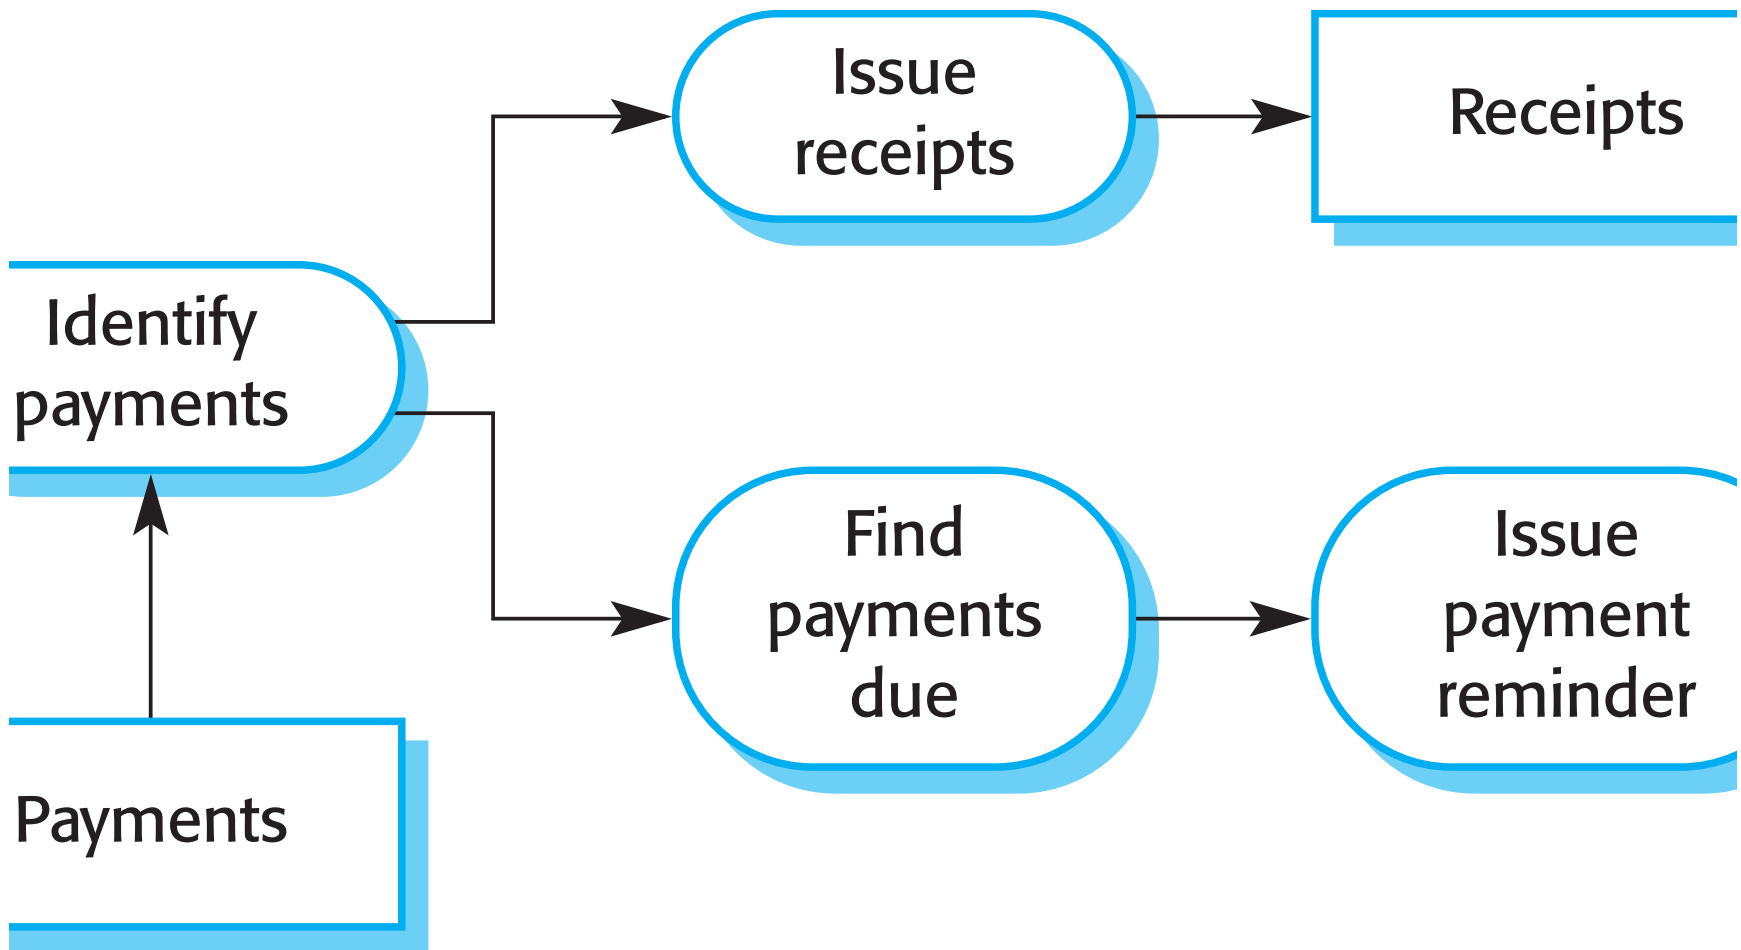 Issue
receipts
Receipts
Identify
payments
Find
payments
due
Issue
payment
reminder
Payments